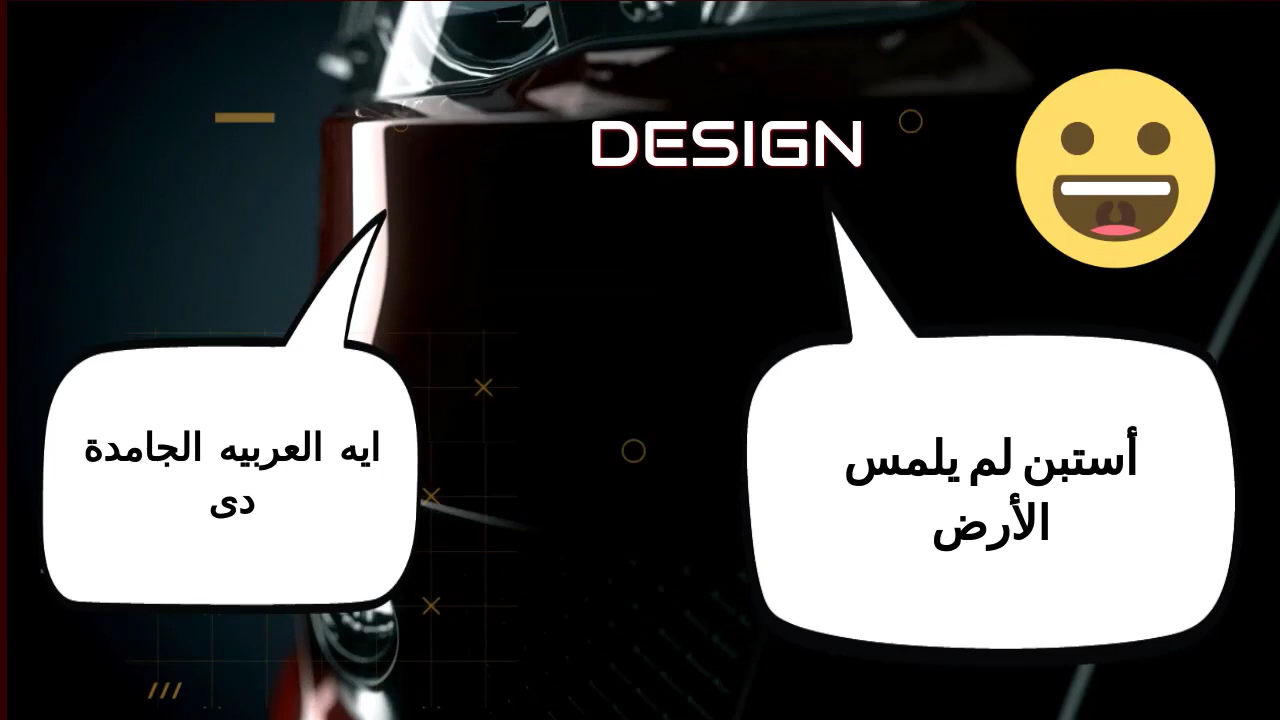 DESIGN
أستبن لم يلمس
الأرض
ايه العربيه الجامدة
دى